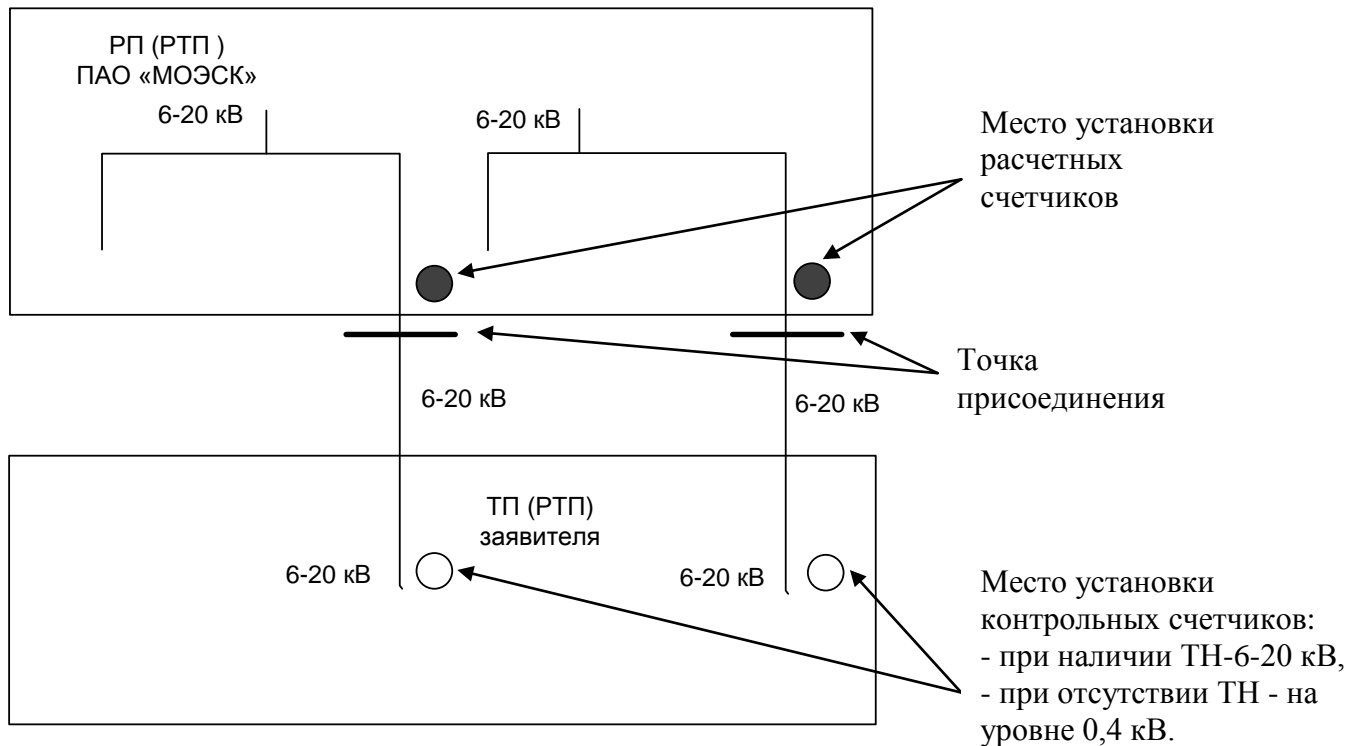 РП (РТП )
ПАО «МОЭСК»
6-20 кВ
6-20 кВ
Место установки
расчетных
счетчиков
Точка
присоединения
6-20 кВ
6-20 кВ
ТП (РТП)
заявителя
6-20 кВ
6-20 кВ
Место установки
контрольных счетчиков:
- при наличии ТН-6-20 кВ,
- при отсутствии ТН - на
уровне 0,4 кВ.